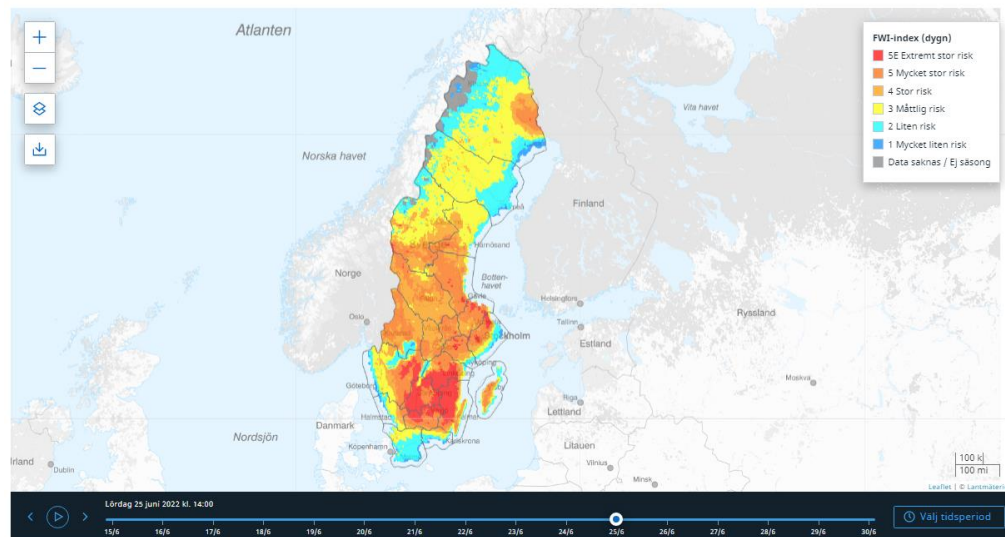 Atlanten
FWI-index (dygn)
5E Extremt stor risk
5 Mycket stor risk
4 Stor risk
3 Måttlig risk
2 Liten risk
1 Mycket liten risk
Data saknas / Ej säsong
Vita havet
Norska havet
Finland
Härnösand
Norge
Botten-
havet
Gävle
Helsingfors
Ryssland
Oslo
Tallinn
Estland
Göteborg
Moskva
Riga
Halmstad
Lettland
Danmark
Nordsjön
Köpenhamn
Litauen
Vilnius
Dublin
Minsk
100 k
100 mi
Leaflet | © Lantmäteri
Lördag 25 juni 2022 kl. 14:00
Välj tidsperiod
15/6 16/6 17/6 18/6 19/6 20/6 21/6 22/6 23/6 24/6 25/6 26/6 27/6 28/6 29/6 30/6